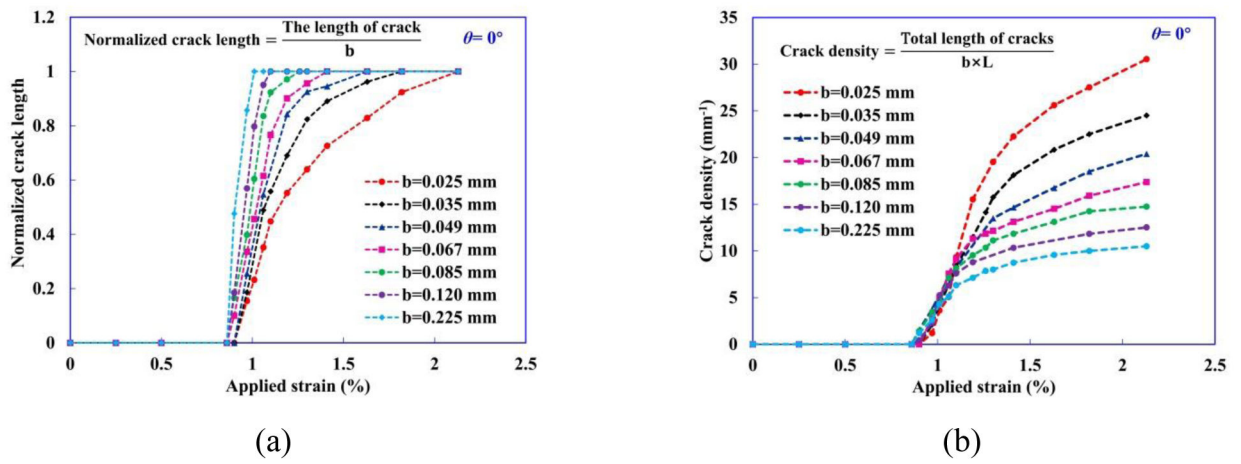 1.2
1
0.8
0.6
0.4
0.2
0
Normalized crack length
Normalized crack length = The length of crack / b
θ= 0°
b=0.025 mm
b=0.035 mm
b=0.049 mm
b=0.067 mm
b=0.085 mm
b=0.120 mm
b=0.225 mm
0 0.5 1 1.5 2 2.5
Applied strain (%)
(a)
35
30
25
20
15
10
5
0
Crack density (mm⁻¹)
Crack density = Total length of cracks / b×L
θ= 0°
b=0.025 mm
b=0.035 mm
b=0.049 mm
b=0.067 mm
b=0.085 mm
b=0.120 mm
b=0.225 mm
0 0.5 1 1.5 2 2.5
Applied strain (%)
(b)